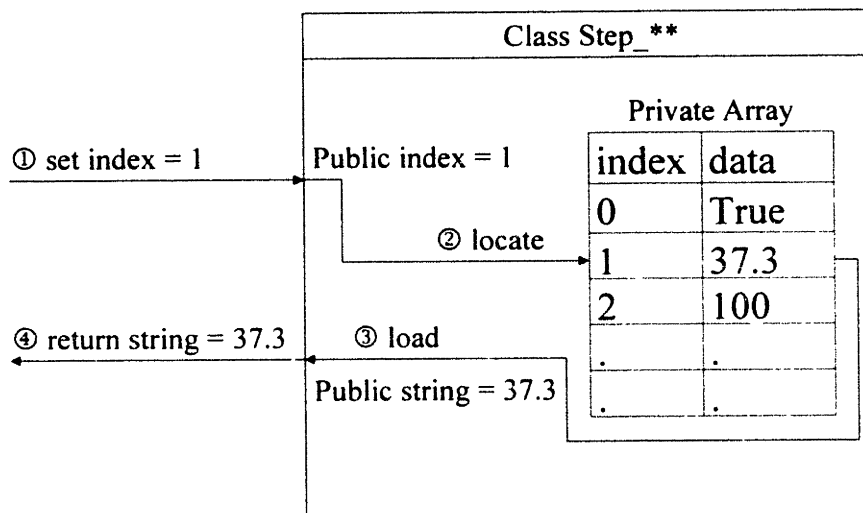 Class Step_**
Private Array
① set index = 1
Public index = 1
index data
0 True
② locate
1 37.3
2 100
④ return string = 37.3
③ load
. .
Public string = 37.3
. .